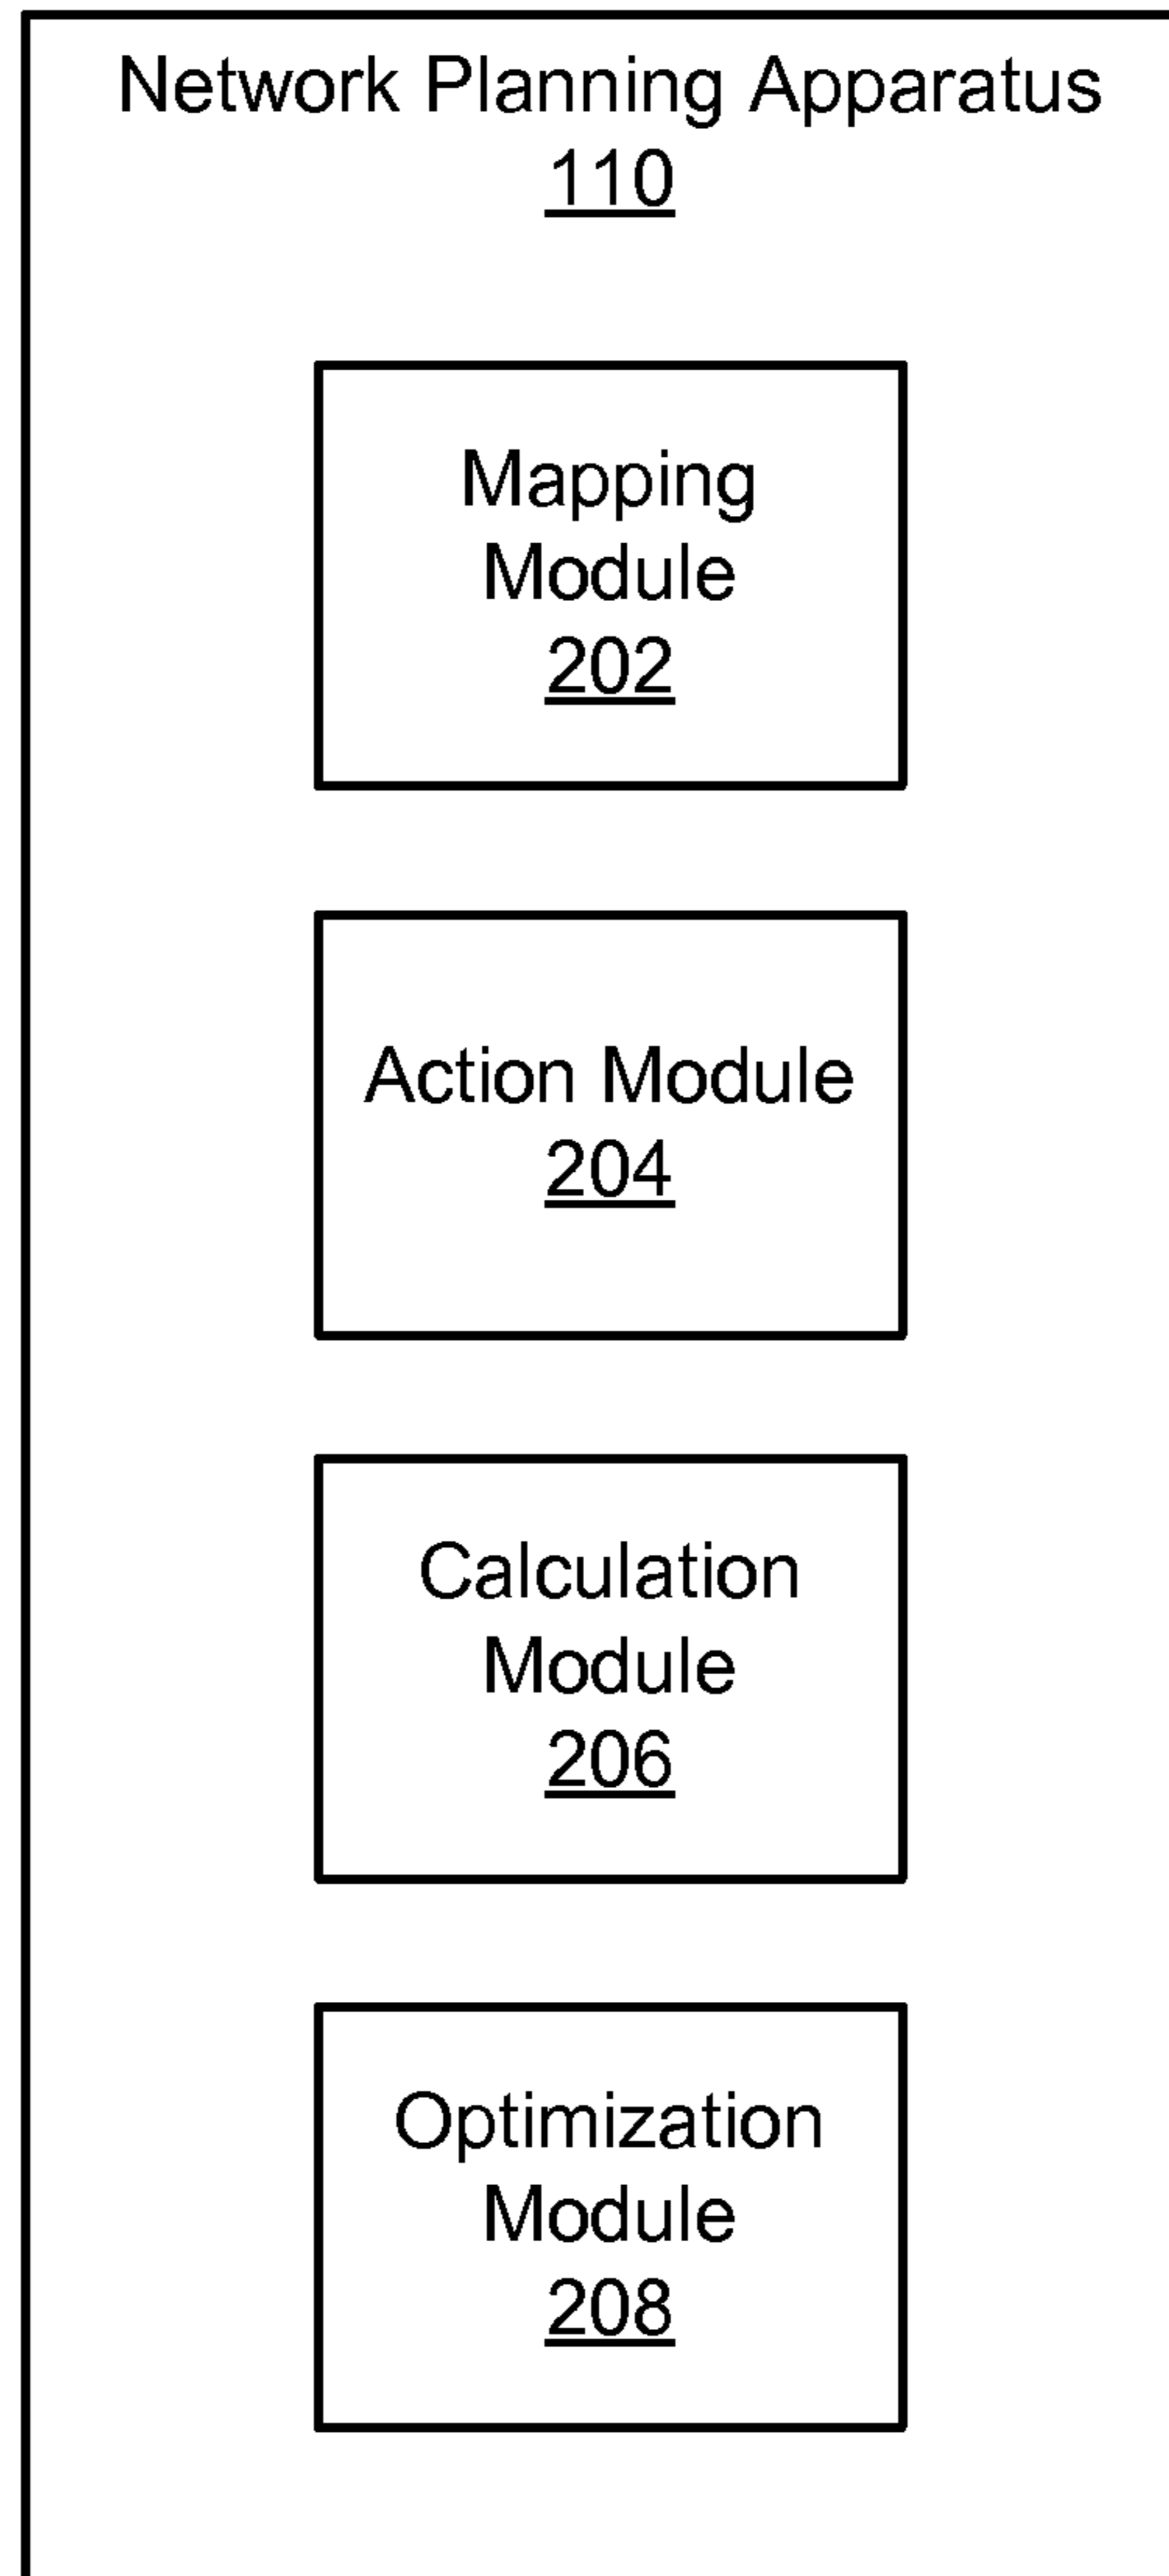 Network Planning Apparatus
110
Mapping
Module
202
Action Module
204
Calculation
Module
206
Optimization
Module
208